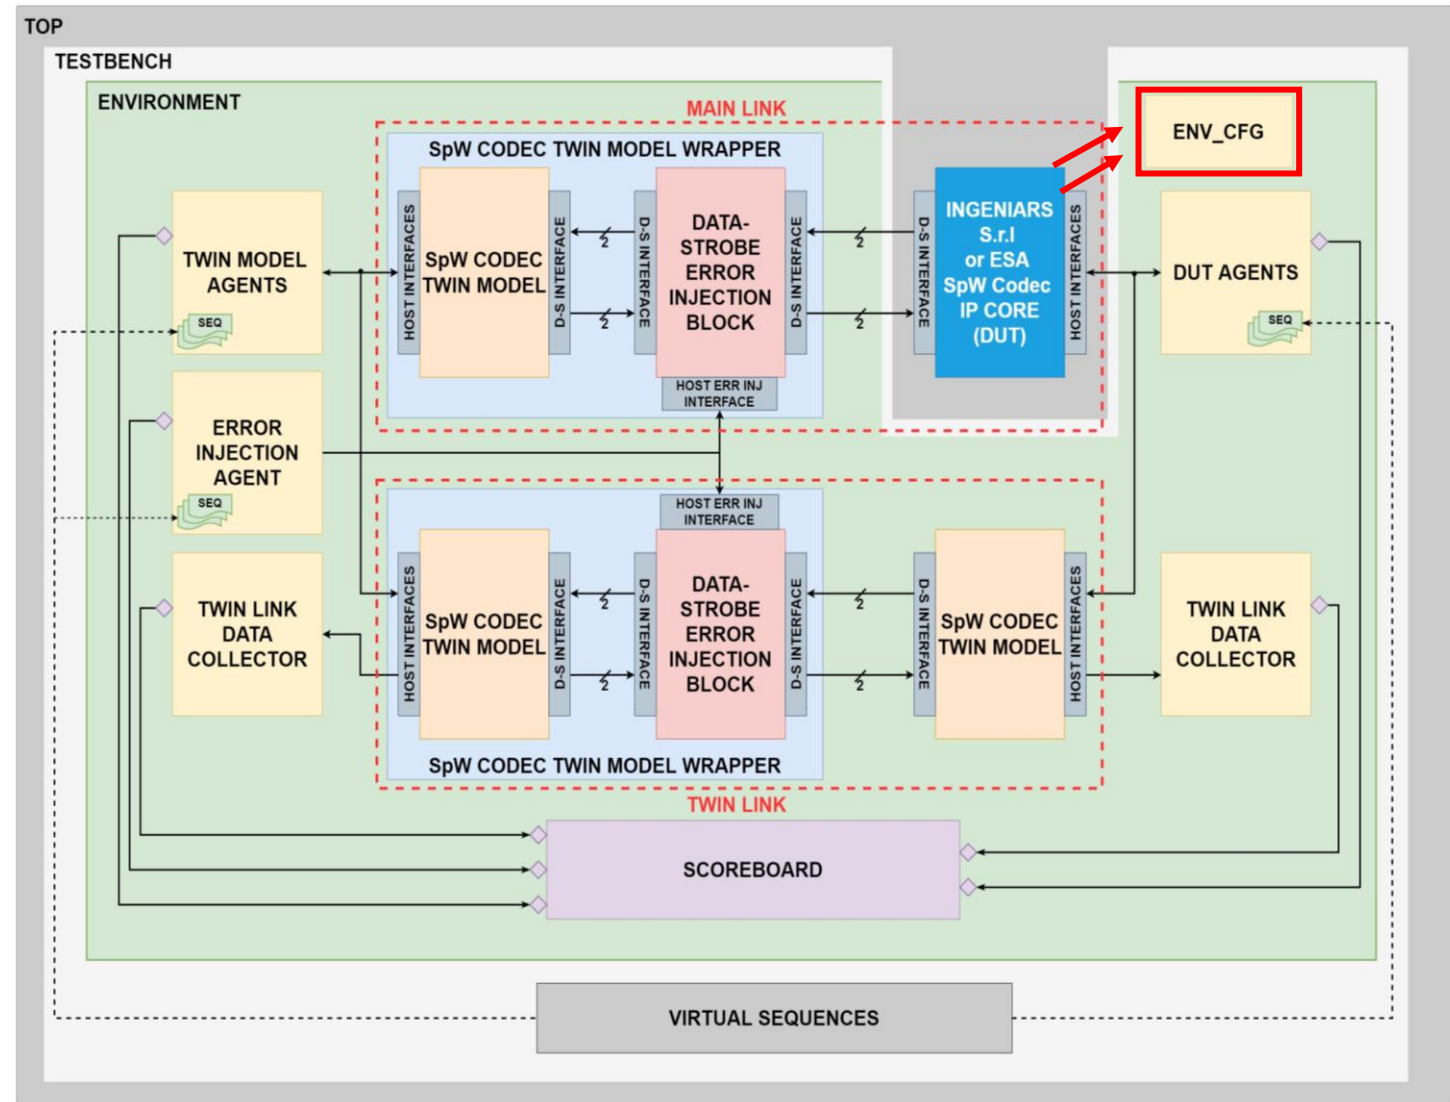 TOP
TESTBENCH
ENVIRONMENT
MAIN LINK
ENV_CFG
SpW CODEC TWIN MODEL WRAPPER
TWIN MODEL
AGENTS
SEQ
HOST INTERFACES
SpW CODEC
TWIN MODEL
D-S INTERFACE
2
2
D-S INTERFACE
DATA-
STROBE
ERROR
INJECTION
BLOCK
D-S INTERFACE
HOST ERR INJ
INTERFACE
2
2
D-S INTERFACE
INGENIARS
S.r.l
or ESA
SpW Codec
IP CORE
(DUT)
HOST INTERFACES
DUT AGENTS
SEQ
ERROR
INJECTION
AGENT
SEQ
TWIN LINK
DATA
COLLECTOR
HOST INTERFACES
SpW CODEC
TWIN MODEL
D-S INTERFACE
2
2
D-S INTERFACE
HOST ERR INJ
INTERFACE
DATA-
STROBE
ERROR
INJECTION
BLOCK
D-S INTERFACE
2
2
D-S INTERFACE
SpW CODEC
TWIN MODEL
HOST INTERFACES
TWIN LINK
DATA
COLLECTOR
SpW CODEC TWIN MODEL WRAPPER
TWIN LINK
SCOREBOARD
VIRTUAL SEQUENCES